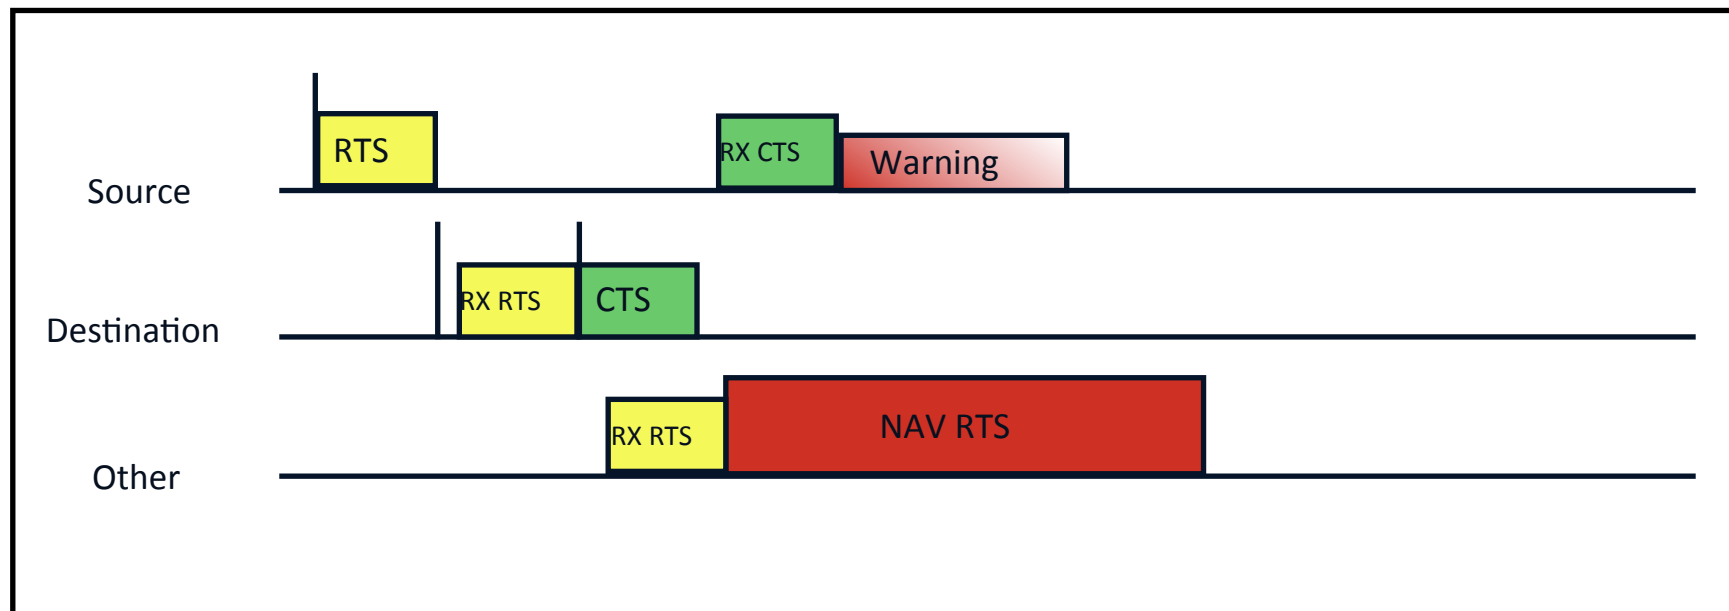 RTS
RX CTS
Warning
Source
RX RTS
CTS
Destination
RX RTS
NAV RTS
Other